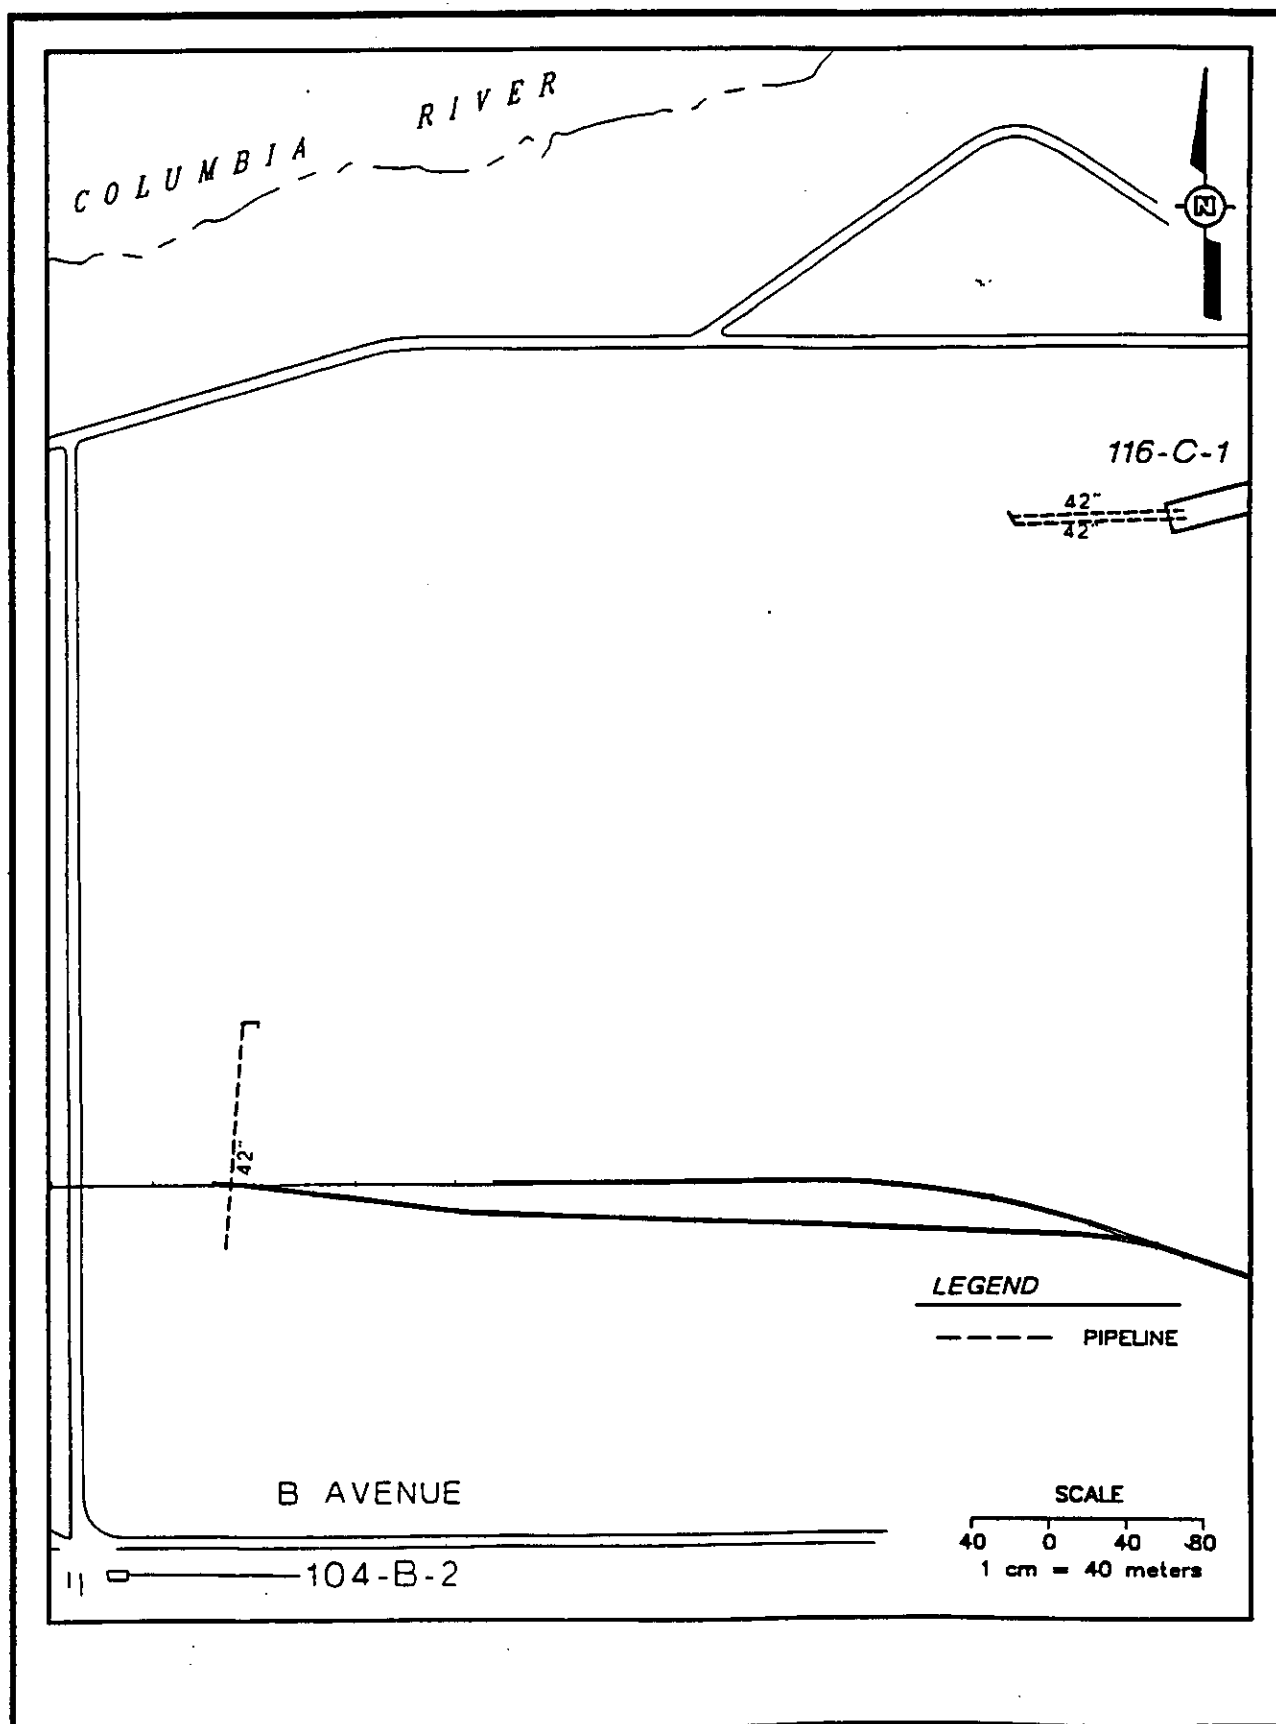 COLUMBIA RIVER
N
116-C-1
42"
42"
42"
LEGEND
PIPELINE
B AVENUE
SCALE
40 0 40 80
1 cm = 40 meters
104-B-2